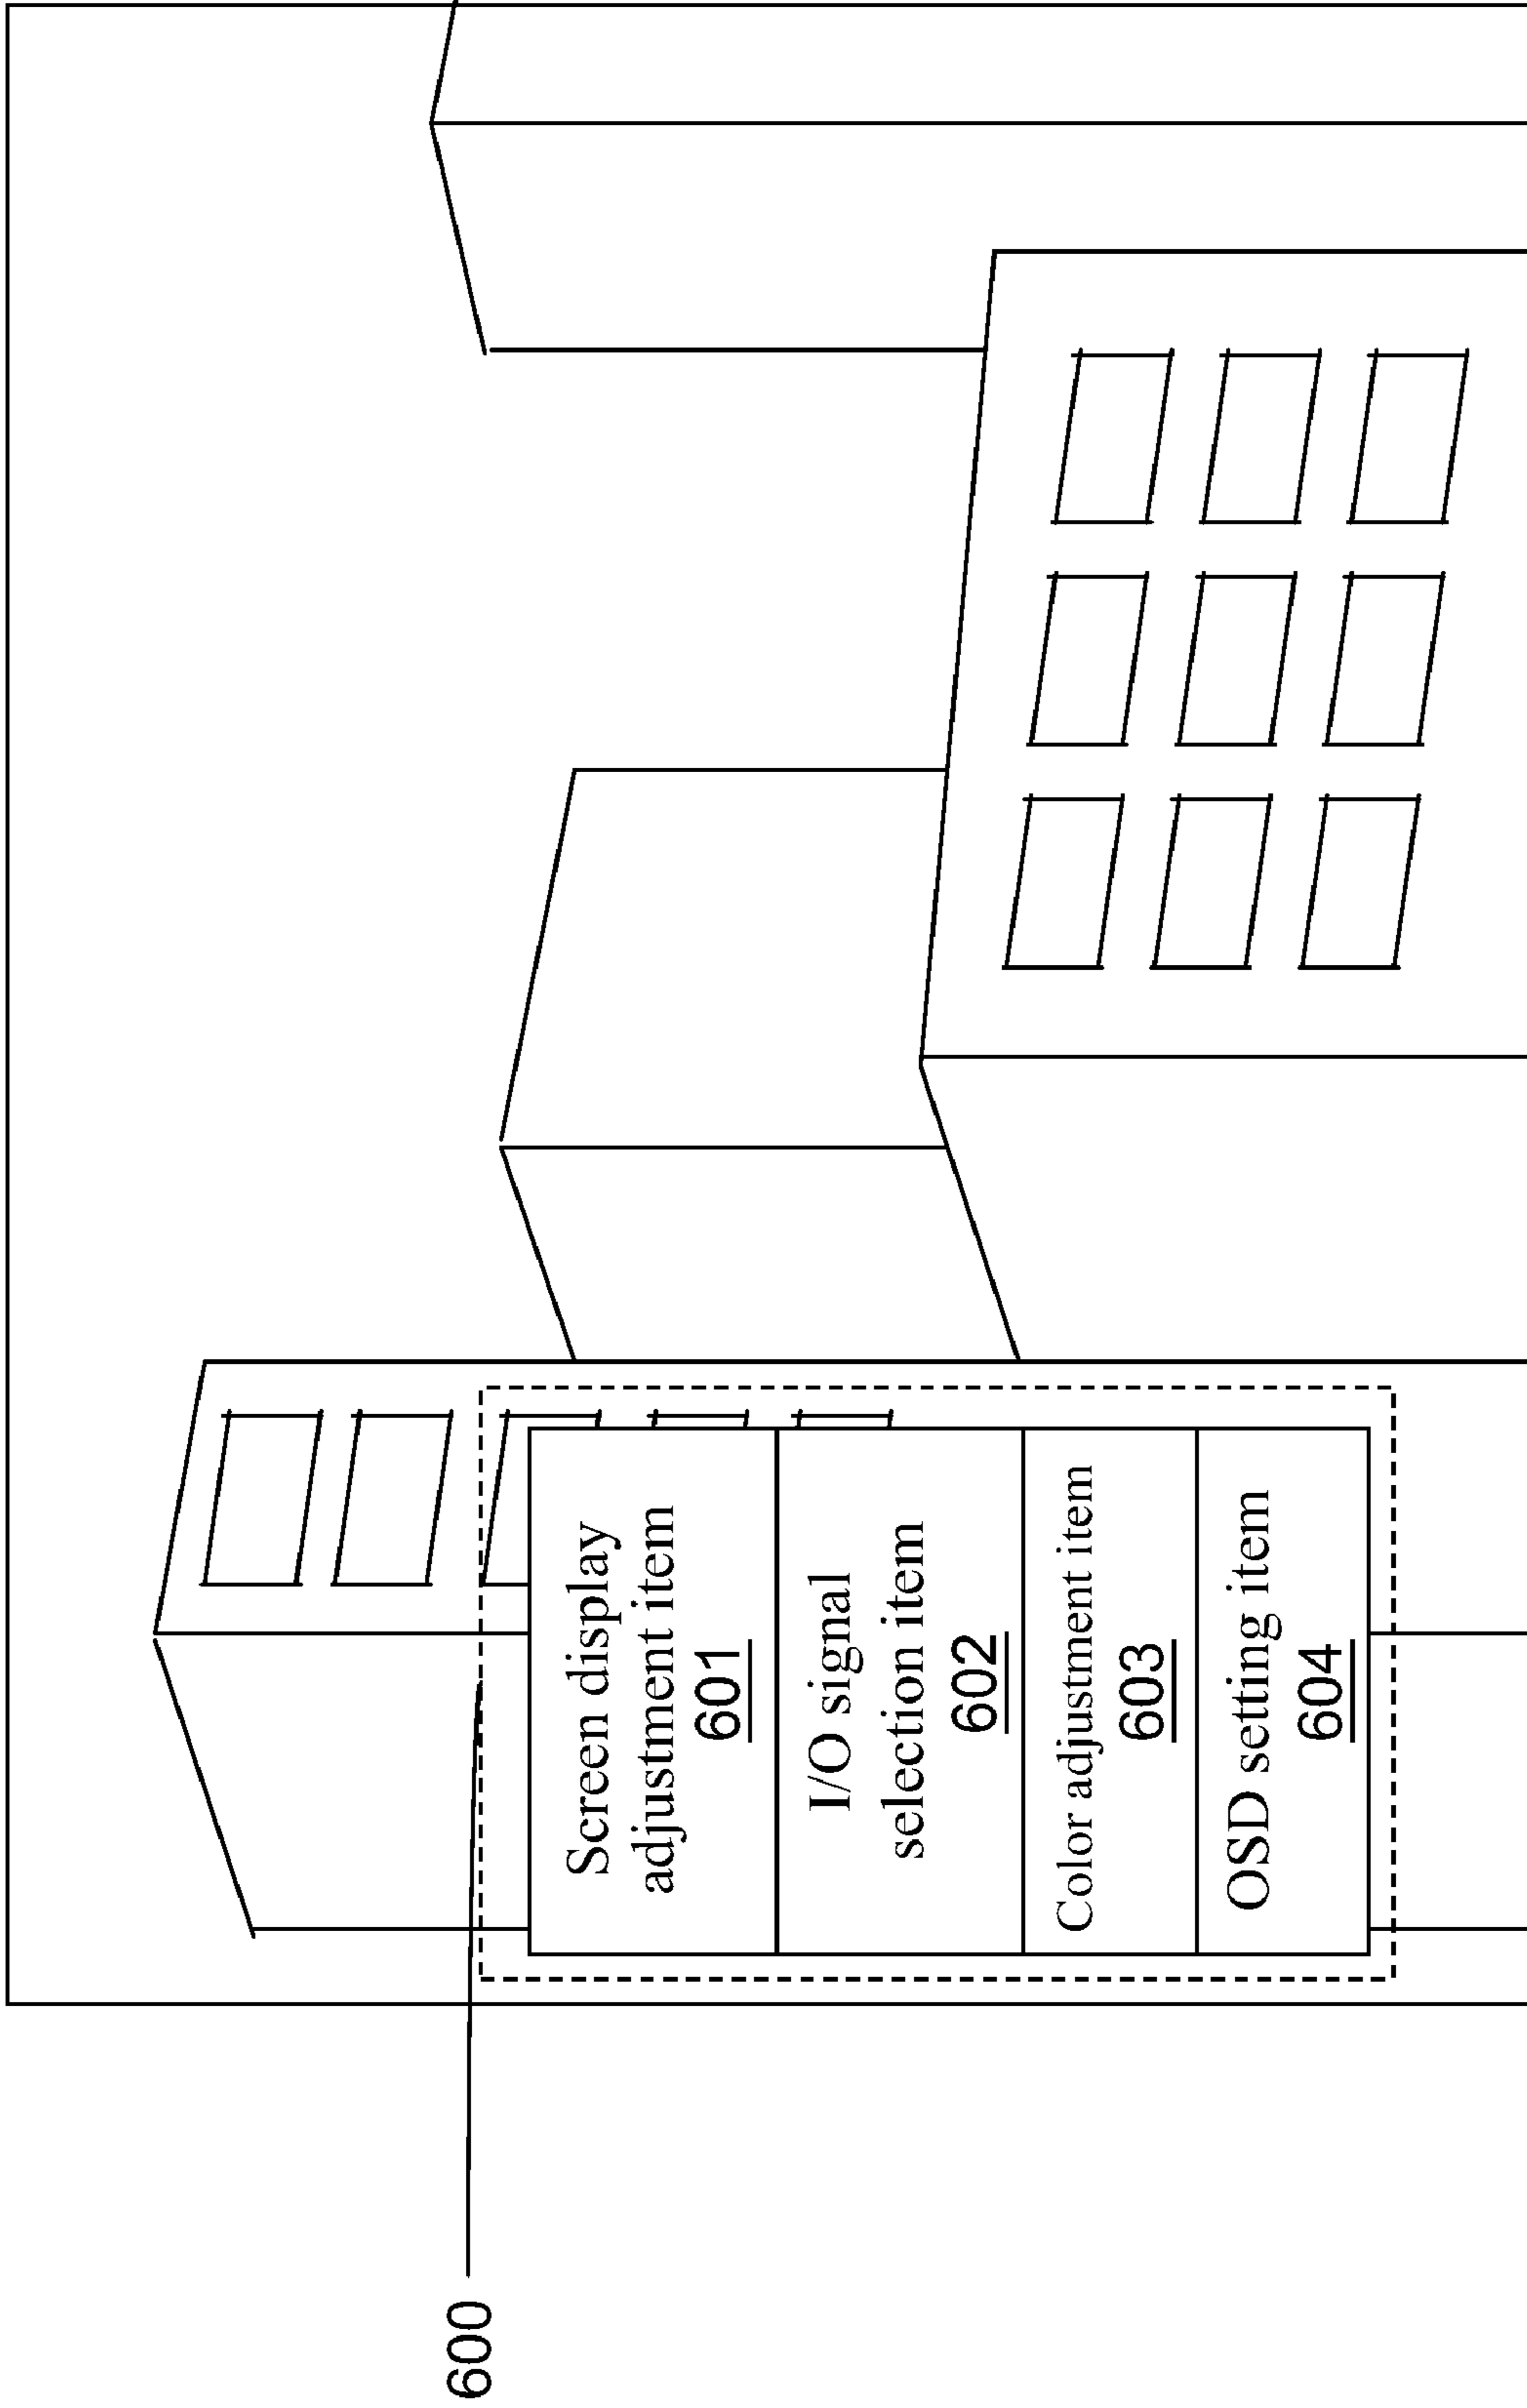 600
Screen display
adjustment item
601
I/O signal
selection item
602
Color adjustment item
603
OSD setting item
604